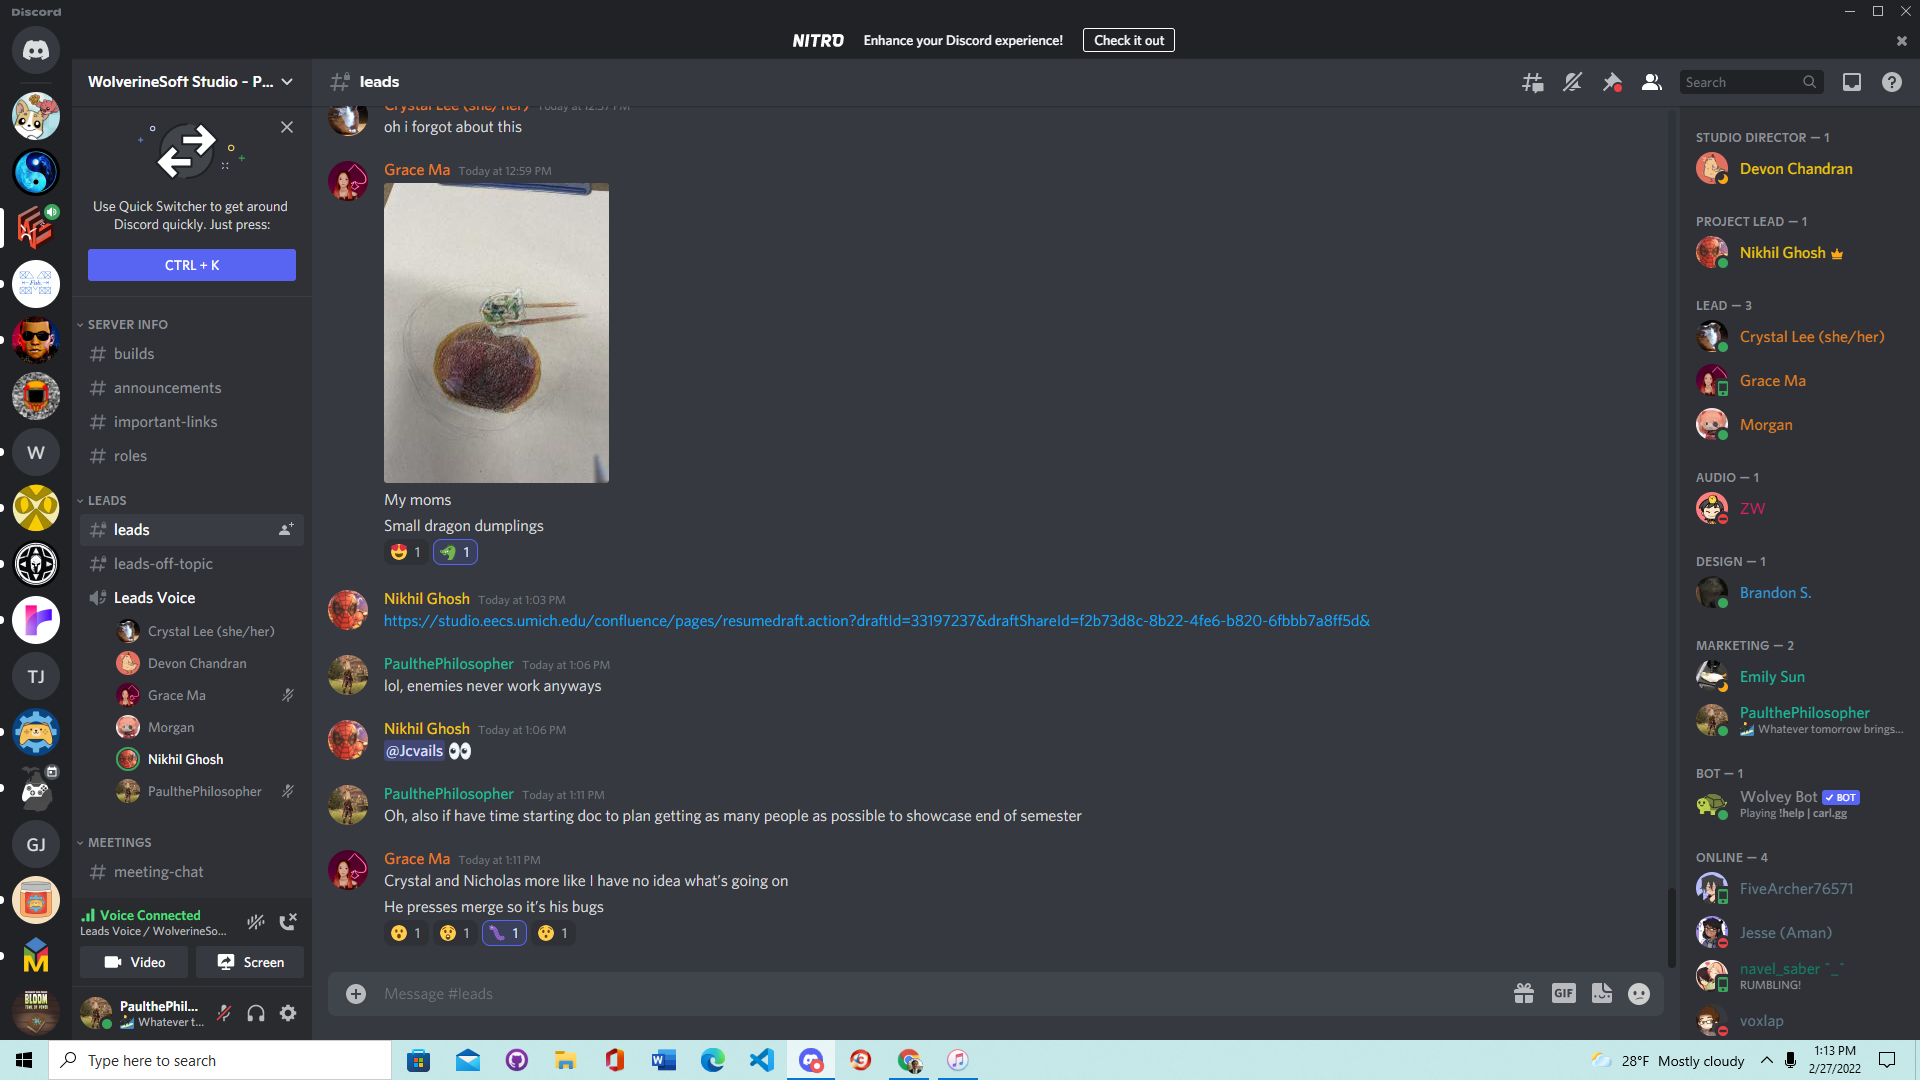 Discord
NITRO Enhance your Discord experience! Check it out
WolverineSoft Studio - P...
leads
Search
Use Quick Switcher to get around
Discord quickly. Just press:
CTRL + K
SERVER INFO
builds
announcements
important-links
roles
LEADS
leads
leads-off-topic
Leads Voice
Crystal Lee (she/her)
Devon Chandran
Grace Ma
Morgan
Nikhil Ghosh
PaulthePhilosopher
MEETINGS
meeting-chat
Voice Connected
Leads Voice / WolverineSo...
Video
Screen
PaulthePhil...
Whatever t...
W
TJ
GJ
BLOOM
Crystal Lee (she/her) Today at 12:57 PM
oh i forgot about this
Grace Ma Today at 12:59 PM
My moms
Small dragon dumplings
😍 1 🐲 1
Nikhil Ghosh Today at 1:03 PM
https://studio.eecs.umich.edu/confluence/pages/resumedraft.action?draftId=33197237&draftShareId=f2b73d8c-8b22-4fe6-b820-6fbbb7a8ff5d&
PaulthePhilosopher Today at 1:06 PM
lol, enemies never work anyways
Nikhil Ghosh Today at 1:06 PM
@Jcvails 👀
PaulthePhilosopher Today at 1:11 PM
Oh, also if have time starting doc to plan getting as many people as possible to showcase end of semester
Grace Ma Today at 1:11 PM
Crystal and Nicholas more like I have no idea what's going on
He presses merge so it's his bugs
😮 1 😲 1 🐛 1 😯 1
Message #leads
GIF
STUDIO DIRECTOR — 1
Devon Chandran
PROJECT LEAD — 1
Nikhil Ghosh
LEAD — 3
Crystal Lee (she/her)
Grace Ma
Morgan
AUDIO — 1
ZW
DESIGN — 1
Brandon S.
MARKETING — 2
Emily Sun
PaulthePhilosopher
Whatever tomorrow brings...
BOT — 1
Wolvey Bot ✓ BOT
Playing !help | carl.gg
ONLINE — 4
FiveArcher76571
Jesse (Aman)
navel_saber ~_~
RUMBLING!
voxlap
Type here to search
28°F Mostly cloudy
1:13 PM
2/27/2022